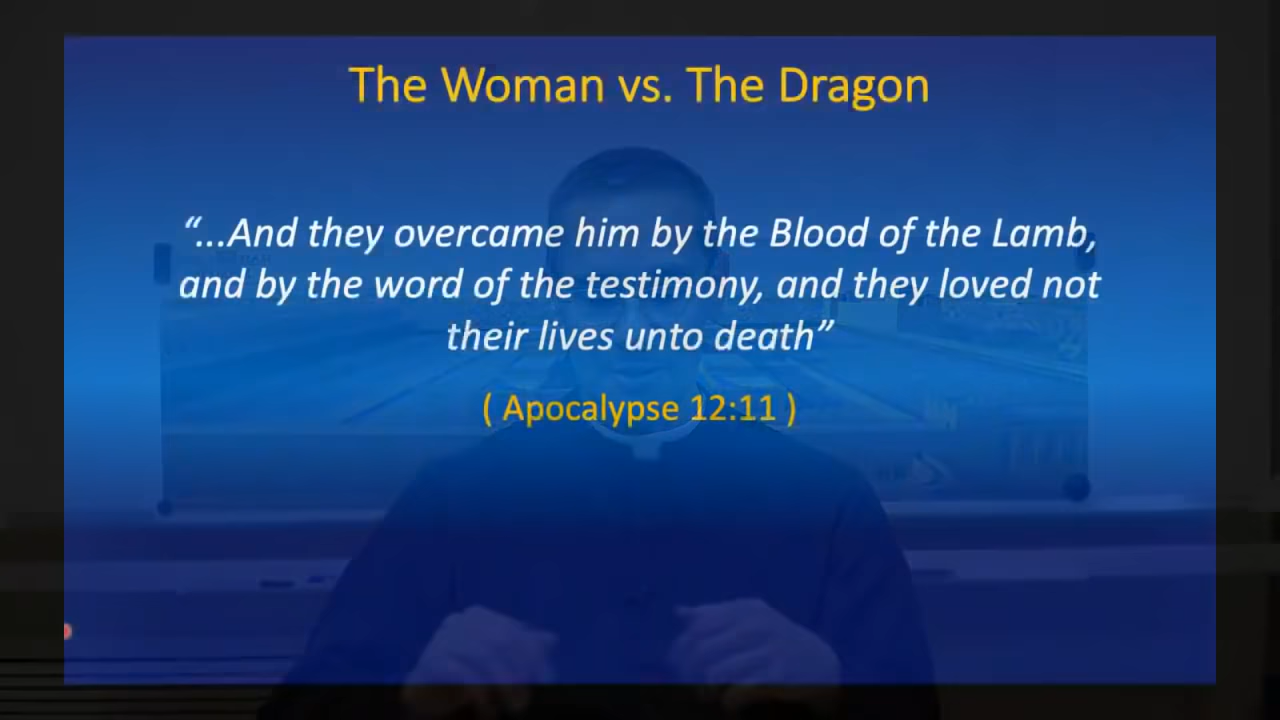 The Woman vs. The Dragon
“...And they overcame him by the Blood of the Lamb,
and by the word of the testimony, and they loved not
their lives unto death”
( Apocalypse 12:11 )